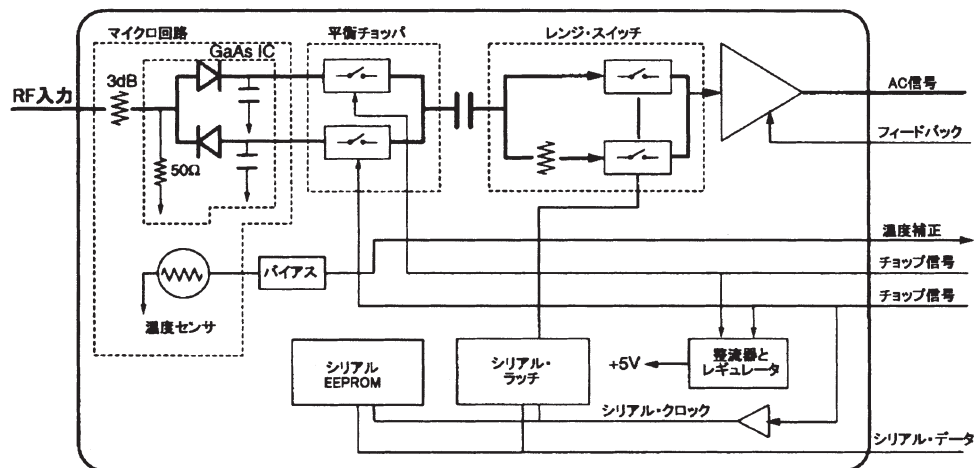 マイクロ回路
平衡チョッパ
レンジ・スイッチ
GaAs IC
3dB
RF入力
AC信号
フィードバック
50Ω
温度補正
バイアス
チョップ信号
チョップ信号
温度センサ
シリアル
EEPROM
シリアル・
ラッチ
+5V
整流器と
レギュレータ
シリアル・クロック
シリアル・データ